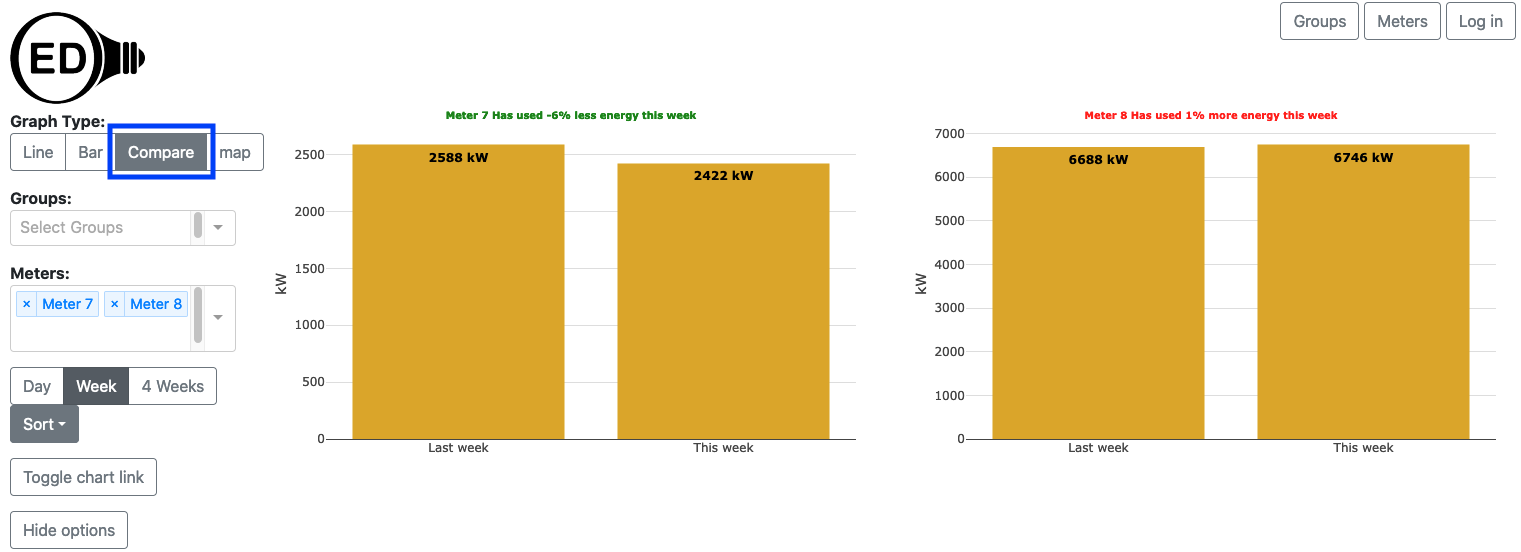 Groups
Meters
Log in
ED
Graph Type:
Line
Bar
Compare
map
Groups:
Select Groups
Meters:
× Meter 7
× Meter 8
Day
Week
4 Weeks
Sort
Toggle chart link
Hide options
Meter 7 Has used -6% less energy this week
2500
2000
1500
1000
500
0
kW
2588 kW
2422 kW
Last week
This week
Meter 8 Has used 1% more energy this week
7000
6000
5000
4000
3000
2000
1000
0
kW
6688 kW
6746 kW
Last week
This week